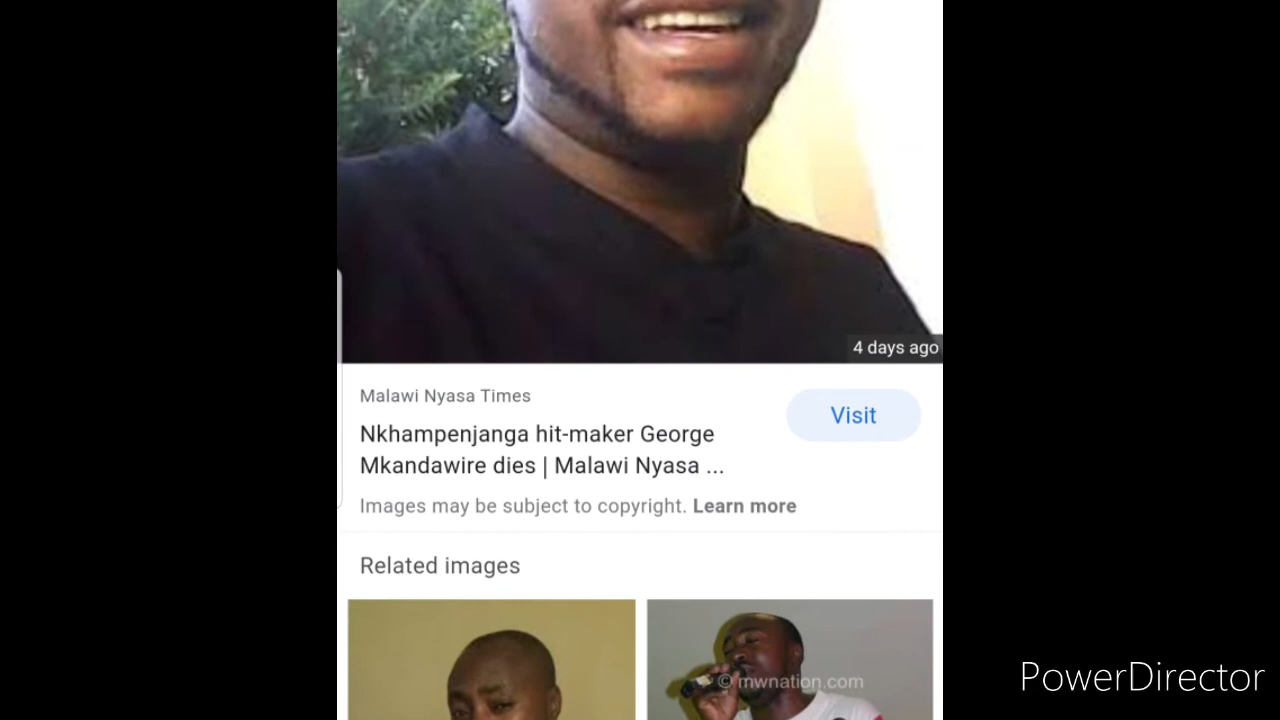 4 days ago
Malawi Nyasa Times
Visit
Nkhampenjanga hit-maker George
Mkandawire dies | Malawi Nyasa ...
Images may be subject to copyright. Learn more
Related images
© mwnation.com
PowerDirector